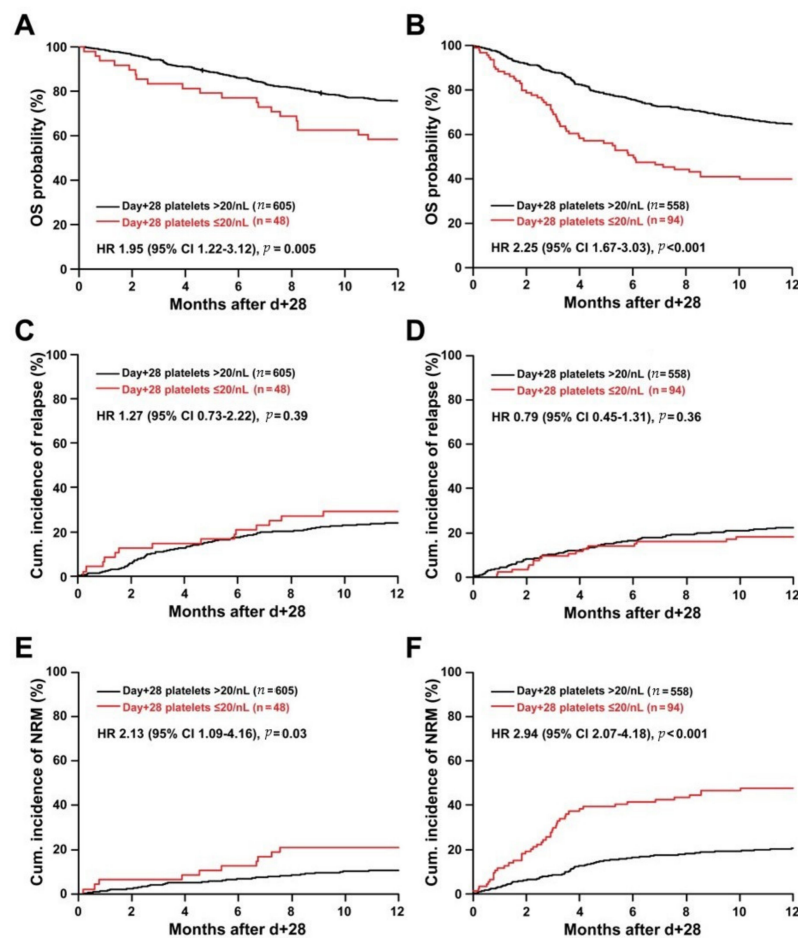 A
OS probability (%)
100
80
60
40
20
0
Day+28 platelets >20/nL (n=605)
Day+28 platelets ≤20/nL (n=48)
HR 1.95 (95% CI 1.22-3.12), p=0.005
0 2 4 6 8 10 12
Months after d+28
B
OS probability (%)
100
80
60
40
20
0
Day+28 platelets >20/nL (n=558)
Day+28 platelets ≤20/nL (n=94)
HR 2.25 (95% CI 1.67-3.03), p<0.001
0 2 4 6 8 10 12
Months after d+28
C
Cum. incidence of relapse (%)
100
80
60
40
20
0
Day+28 platelets >20/nL (n=605)
Day+28 platelets ≤20/nL (n=48)
HR 1.27 (95% CI 0.73-2.22), p=0.39
0 2 4 6 8 10 12
Months after d+28
D
Cum. incidence of relapse (%)
100
80
60
40
20
0
Day+28 platelets >20/nL (n=558)
Day+28 platelets ≤20/nL (n=94)
HR 0.79 (95% CI 0.45-1.31), p=0.36
0 2 4 6 8 10 12
Months after d+28
E
Cum. incidence of NRM (%)
100
80
60
40
20
0
Day+28 platelets >20/nL (n=605)
Day+28 platelets ≤20/nL (n=48)
HR 2.13 (95% CI 1.09-4.16), p=0.03
0 2 4 6 8 10 12
Months after d+28
F
Cum. incidence of NRM (%)
100
80
60
40
20
0
Day+28 platelets >20/nL (n=558)
Day+28 platelets ≤20/nL (n=94)
HR 2.94 (95% CI 2.07-4.18), p<0.001
0 2 4 6 8 10 12
Months after d+28